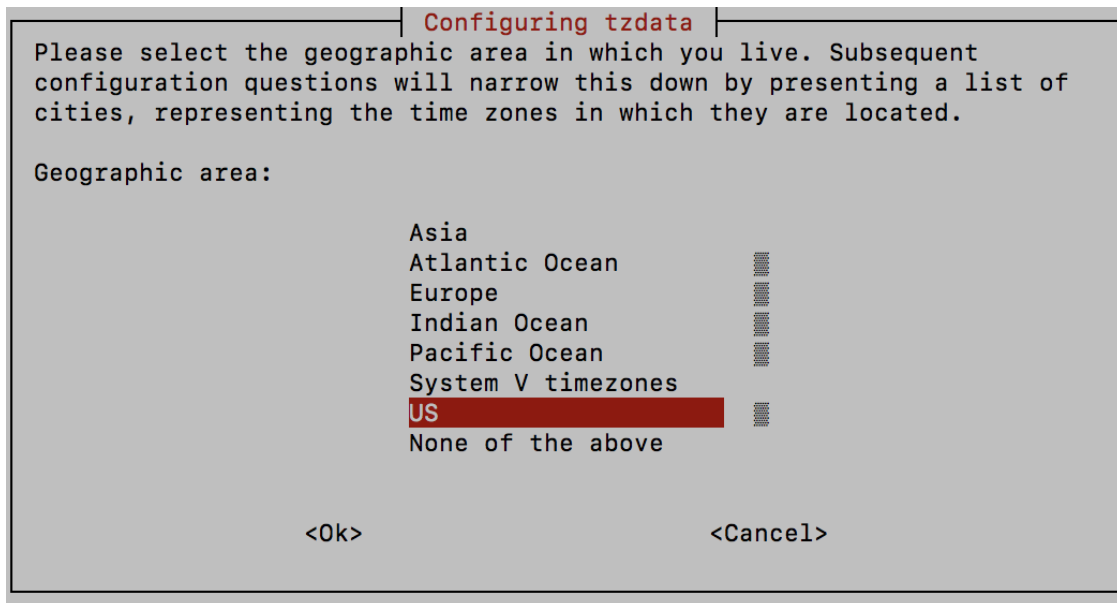 Configuring tzdata
Please select the geographic area in which you live. Subsequent
configuration questions will narrow this down by presenting a list of
cities, representing the time zones in which they are located.
Geographic area:
Asia
Atlantic Ocean
Europe
Indian Ocean
Pacific Ocean
System V timezones
US
None of the above
<Ok> <Cancel>